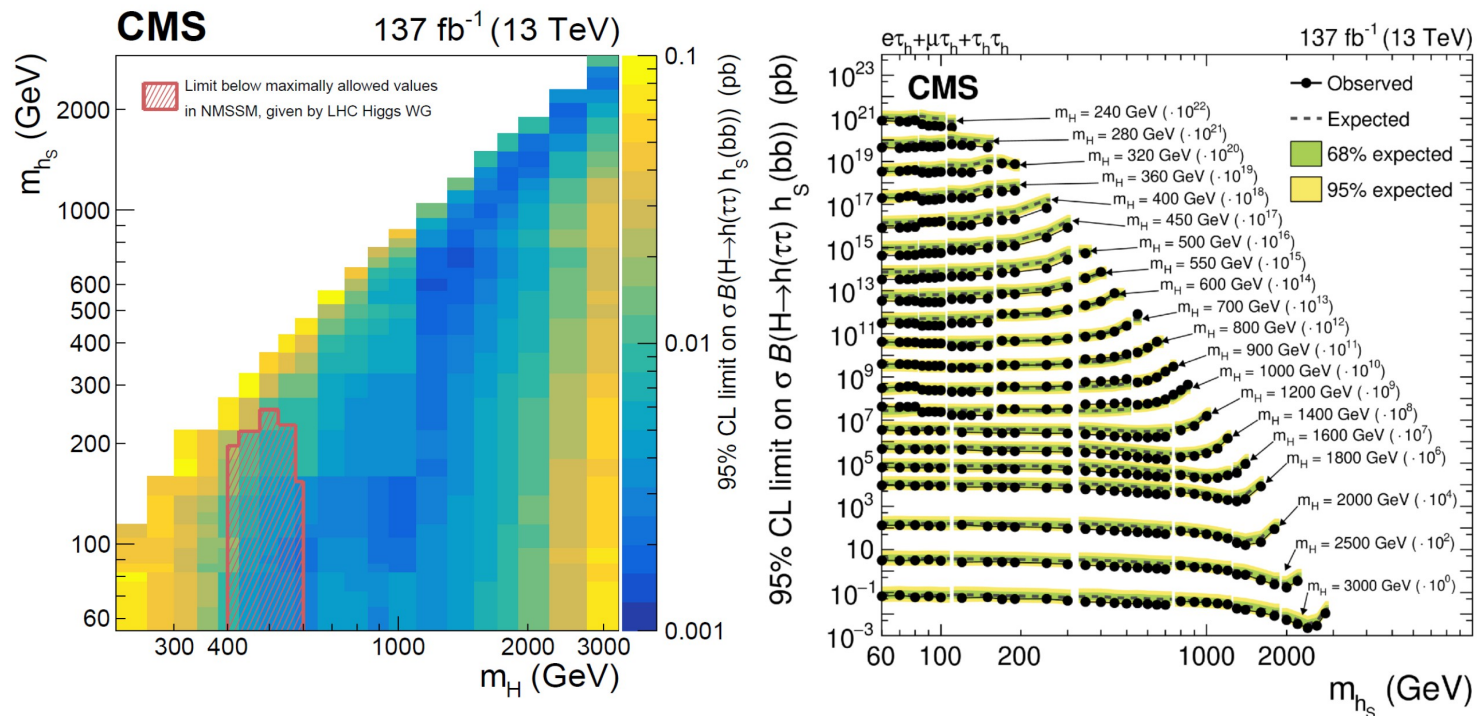 CMS 137 fb⁻¹ (13 TeV)
m_hS (GeV)
Limit below maximally allowed values
in NMSSM, given by LHC Higgs WG
2000
1000
600
500
400
300
200
100
60
300 400 1000 2000 3000
m_H (GeV)
0.1
0.01
0.001
95% CL limit on σ B(H→h(ττ) h_S(bb)) (pb)
eτ_h+μτ_h+τ_hτ_h 137 fb⁻¹ (13 TeV)
CMS
95% CL limit on σ B(H→h(ττ) h_S(bb)) (pb)
10²³
10²¹
10¹⁹
10¹⁷
10¹⁵
10¹³
10¹¹
10⁹
10⁷
10⁵
10³
10
10⁻¹
10⁻³
Observed
Expected
68% expected
95% expected
m_H = 240 GeV (· 10²²)
m_H = 280 GeV (· 10²¹)
m_H = 320 GeV (· 10²⁰)
m_H = 360 GeV (· 10¹⁹)
m_H = 400 GeV (· 10¹⁸)
m_H = 450 GeV (· 10¹⁷)
m_H = 500 GeV (· 10¹⁶)
m_H = 550 GeV (· 10¹⁵)
m_H = 600 GeV (· 10¹⁴)
m_H = 700 GeV (· 10¹³)
m_H = 800 GeV (· 10¹²)
m_H = 900 GeV (· 10¹¹)
m_H = 1000 GeV (· 10¹⁰)
m_H = 1200 GeV (· 10⁹)
m_H = 1400 GeV (· 10⁸)
m_H = 1600 GeV (· 10⁷)
m_H = 1800 GeV (· 10⁶)
m_H = 2000 GeV (· 10⁴)
m_H = 2500 GeV (· 10²)
m_H = 3000 GeV (· 10⁰)
60 100 200 1000 2000
m_hS (GeV)